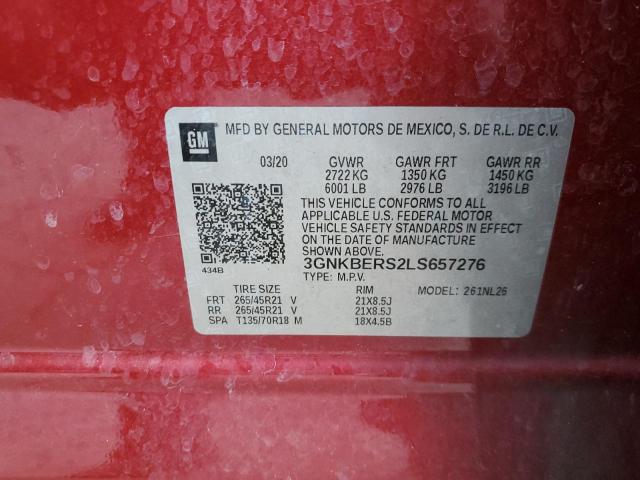 GM
MFD BY GENERAL MOTORS DE MEXICO, S. DE R.L. DE C.V.
03/20 GVWR GAWR FRT GAWR RR
2722 KG 1350 KG 1450 KG
6001 LB 2976 LB 3196 LB
THIS VEHICLE CONFORMS TO ALL
APPLICABLE U.S. FEDERAL MOTOR
VEHICLE SAFETY STANDARDS IN EFFECT
ON THE DATE OF MANUFACTURE
SHOWN ABOVE.
434B 3GNKBERS2LS657276
TYPE: M.P.V.
TIRE SIZE RIM MODEL: 261NL26
FRT 265/45R21 V 21X8.5J
RR 265/45R21 V 21X8.5J
SPA T135/70R18 M 18X4.5B